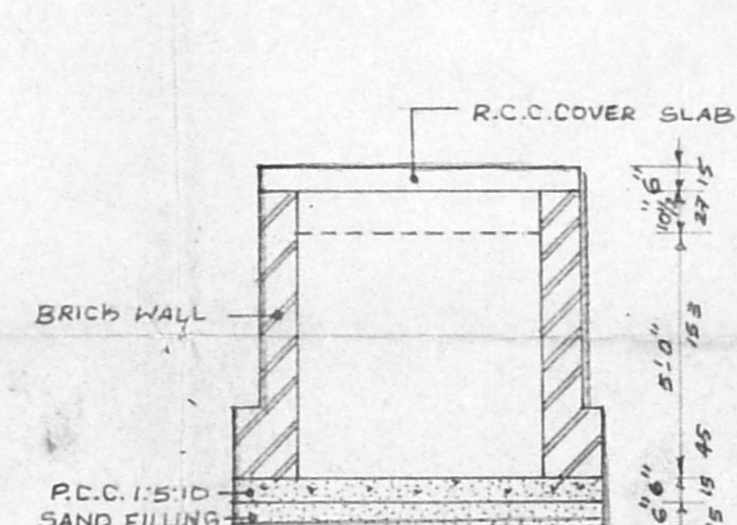 R.C.C. COVER SLAB
6"
15
10½"
27
BRICK WALL
5'-0"
153
45
P.C.C. 1:5:10
6"
15
SAND FILLING
6"